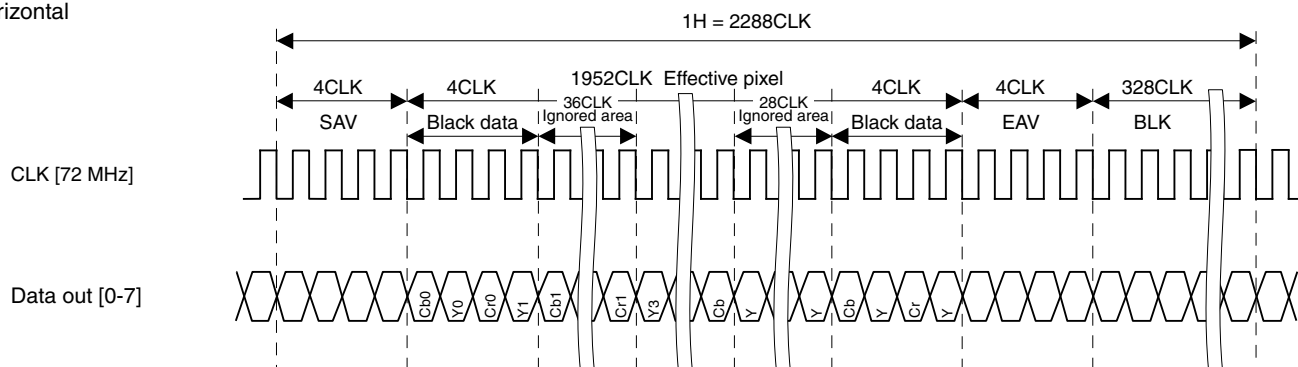 rizontal
1H = 2288CLK
4CLK 4CLK 1952CLK Effective pixel 4CLK 4CLK 328CLK
36CLK 28CLK
SAV Black data Ignored area Ignored area Black data EAV BLK
CLK [72 MHz]
Data out [0-7] Cb0 Y0 Cr0 Y1 Cb1 Cr1 Y3 Cb Y Y Cb Y Cr Y